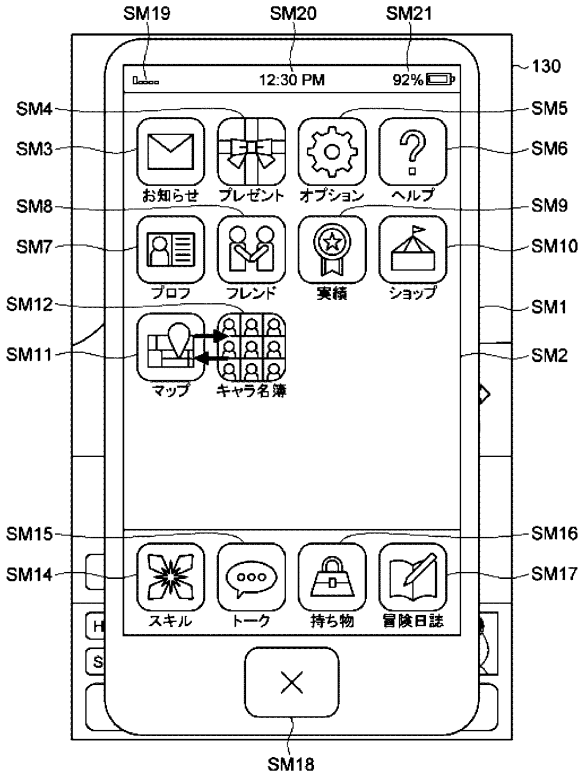 SM19 SM20 SM21
130
12:30 PM 92%
SM4 SM5
SM3 SM6
お知らせ プレゼント オプション ヘルプ
SM8 SM9
SM7 SM10
プロフ フレンド 実績 ショップ
SM12 SM1
SM11 SM2
マップ キャラ名簿
SM15 SM16
SM14 SM17
スキル トーク 持ち物 冒険日誌
H
S
SM18